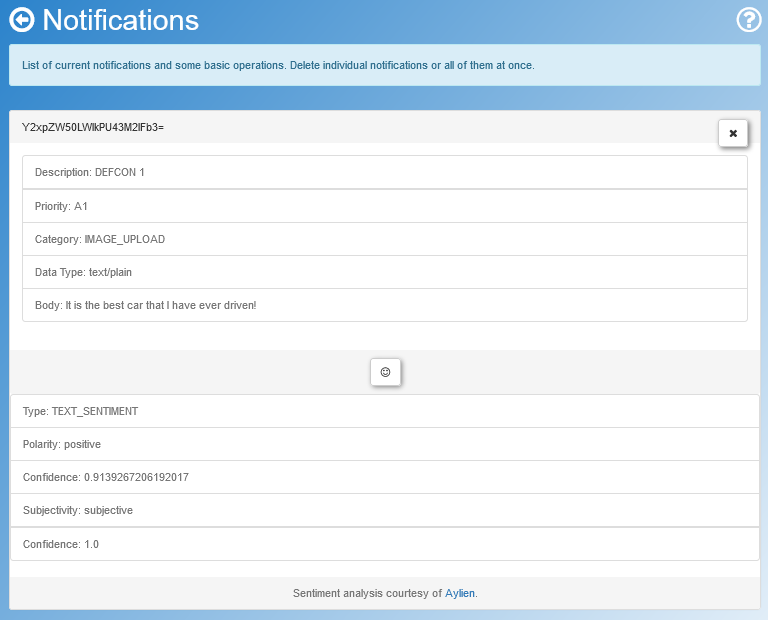 Notifications
List of current notifications and some basic operations. Delete individual notifications or all of them at once.
Y2xpZW50LWlkPU43M2lFb3=
Description: DEFCON 1
Priority: A1
Category: IMAGE_UPLOAD
Data Type: text/plain
Body: It is the best car that I have ever driven!
Type: TEXT_SENTIMENT
Polarity: positive
Confidence: 0.9139267206192017
Subjectivity: subjective
Confidence: 1.0
Sentiment analysis courtesy of Aylien.